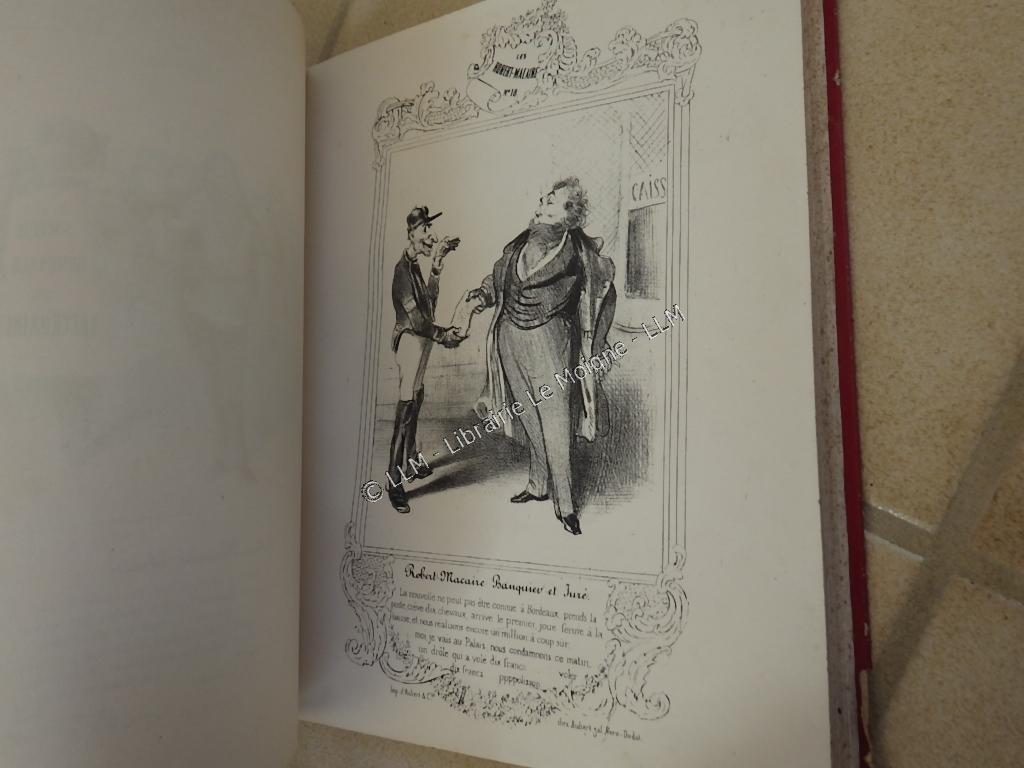 LES
ROBERT-MACAIRE
N° 18
CAISS
© LLM - Librairie Le Moigne - LLM
Robert-Macaire Banquier et Juré.
La nouvelle ne peut pas être connue à Bordeaux, prends la
poste crève dix chevaux, arrive le premier, joue ferme à la
hausse, et nous réalisons encore un million à coup sûr.
moi je vais au Palais, nous condamnons ce matin,
un drôle qui a volé dix francs. voler
dix francs
Imp. d'Aubert & Cie
chez Aubert gal. Vero-Dodat.